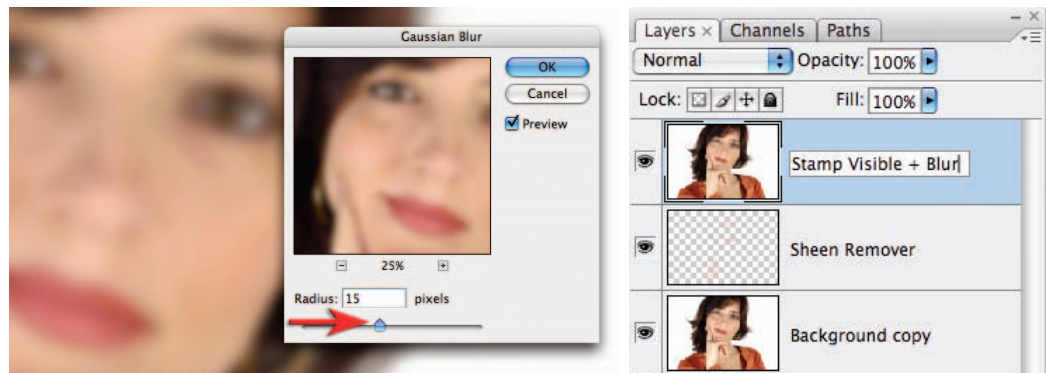 Gaussian Blur
OK
Cancel
Preview
25%
Radius: 15 pixels
Layers × Channels Paths
Normal Opacity: 100%
Lock: Fill: 100%
Stamp Visible + Blur
Sheen Remover
Background copy